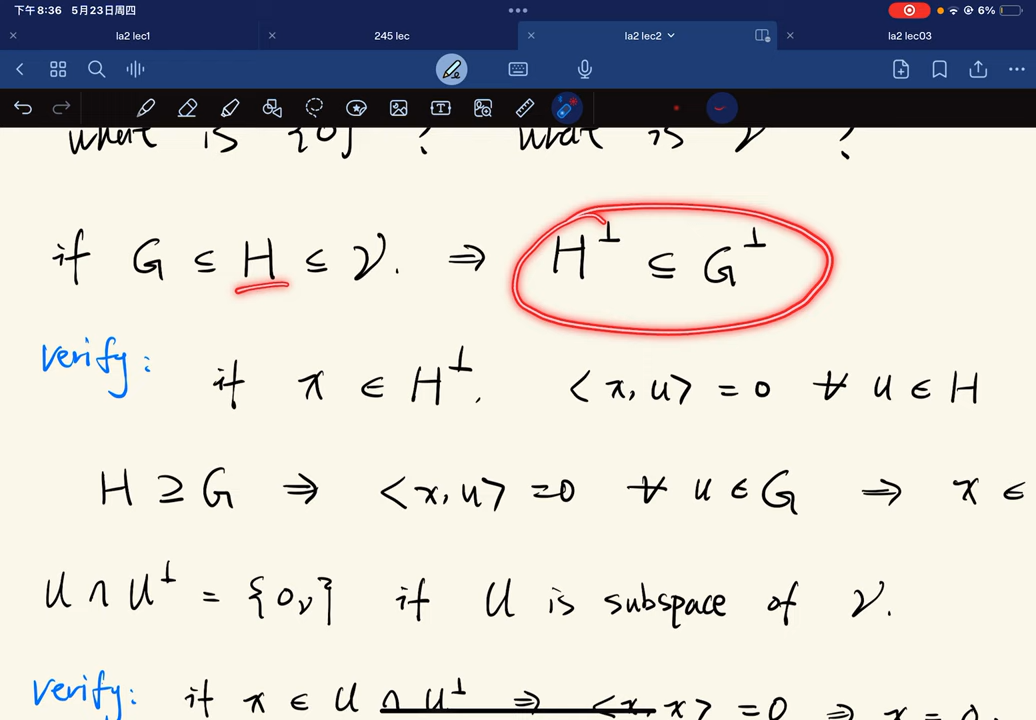 下午8:36 5月23日周四 6%
la2 lec1 245 lec la2 lec2 la2 lec03
what is {0} ? what is V ?
if G ⊆ H ⊆ V. ⇒ H^⊥ ⊆ G^⊥
verify: if x ∈ H^⊥. <x, u> = 0 ∀ u ∈ H
H ⊇ G ⇒ <x, u> = 0 ∀ u ∈ G ⇒ x ∈
U ∩ U^⊥ = {0_V} if U is subspace of V.
verify: if x ∈ U ∩ U^⊥ ⇒ <x, x> = 0 ⇒ x = 0.